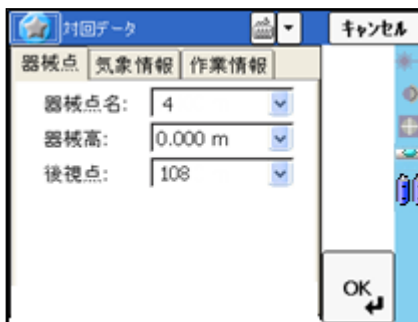 対回データ
キャンセル
器械点 気象情報 作業情報
器械点名: 4
器械高: 0.000 m
後視点: 108
OK